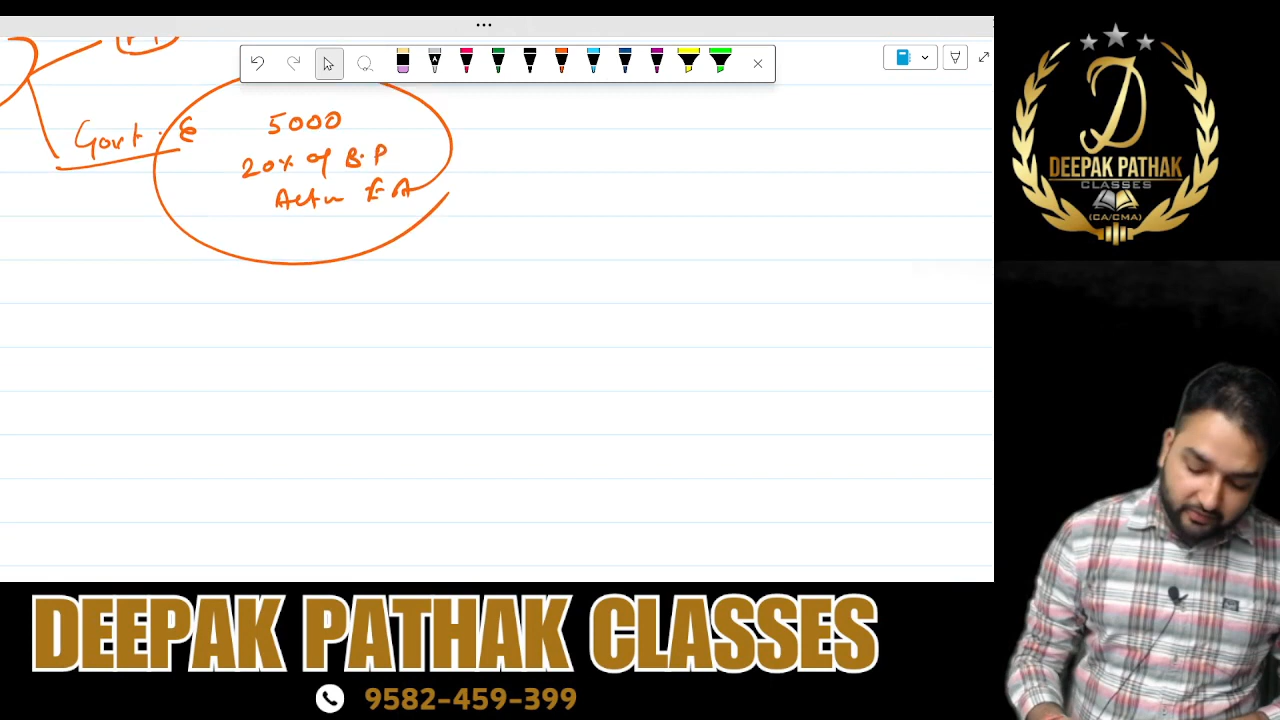 Govt. E
5000
20% of B.P
Actu E A
D
DEEPAK PATHAK
CLASSES
(CA/CMA)
DEEPAK PATHAK CLASSES
9582-459-399